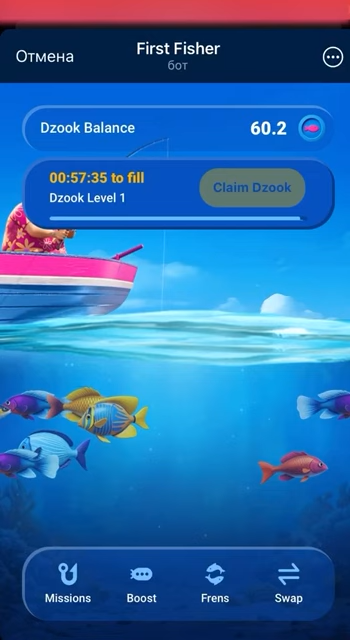 Отмена
First Fisher
бот
Dzook Balance
60.2
00:57:35 to fill
Dzook Level 1
Claim Dzook
Missions
Boost
Frens
Swap